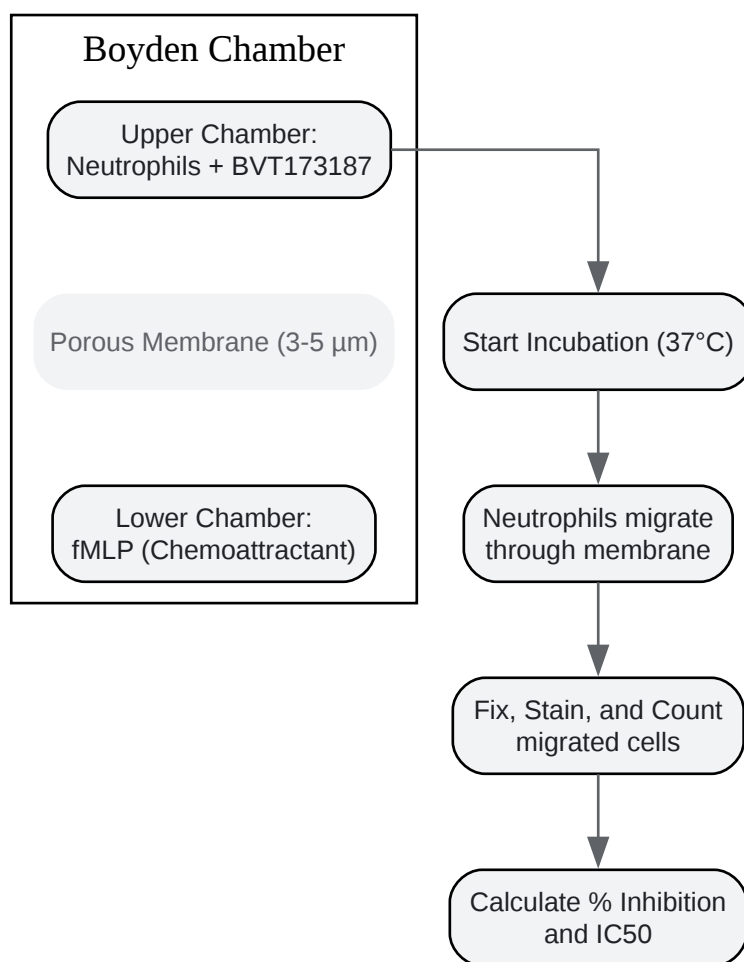 Boyden Chamber
Upper Chamber:
Neutrophils + BVT173187
Porous Membrane (3-5 µm)
Start Incubation (37°C)
Lower Chamber:
fMLP (Chemoattractant)
Neutrophils migrate
through membrane
Fix, Stain, and Count
migrated cells
Calculate % Inhibition
and IC50